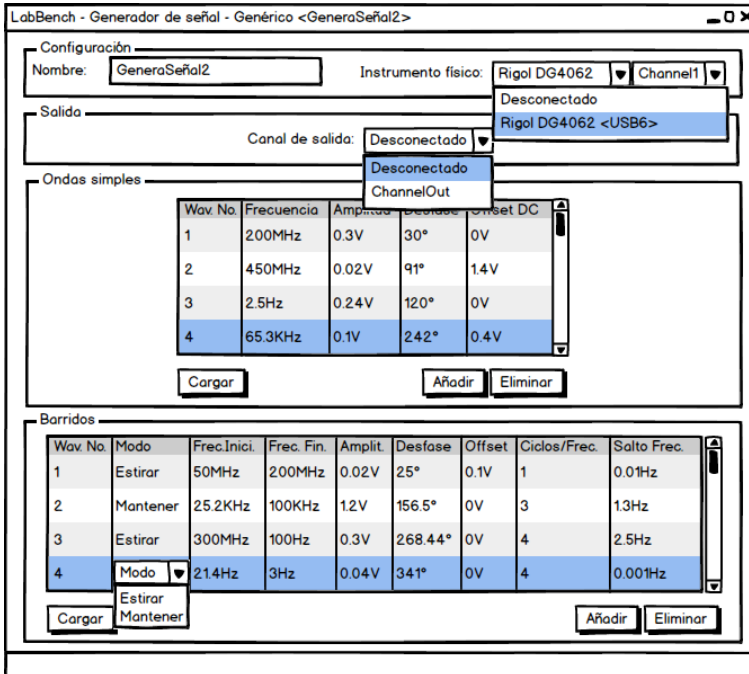 LabBench - Generador de señal - Genérico <GeneraSeñal2>
Configuración
Nombre: GeneraSeñal2 Instrumento físico: Rigol DG4062 Channel1
Desconectado
Rigol DG4062 <USB6>
Salida
Canal de salida: Desconectado
Desconectado
ChannelOut
Ondas simples
Wav. No. Frecuencia Amplitud Desfase Offset DC
1 200MHz 0.3V 30° 0V
2 450MHz 0.02V 91° 1.4V
3 2.5Hz 0.24V 120° 0V
4 65.3KHz 0.1V 242° 0.4V
Cargar Añadir Eliminar
Barridos
Wav. No. Modo Frec.Inici. Frec. Fin. Amplit. Desfase Offset Ciclos/Frec. Salto Frec.
1 Estirar 50MHz 200MHz 0.02V 25° 0.1V 1 0.01Hz
2 Mantener 25.2KHz 100KHz 1.2V 156.5° 0V 3 1.3Hz
3 Estirar 300MHz 100Hz 0.3V 268.44° 0V 4 2.5Hz
4 Modo 21.4Hz 3Hz 0.04V 341° 0V 4 0.001Hz
Estirar
Mantener
Cargar Añadir Eliminar